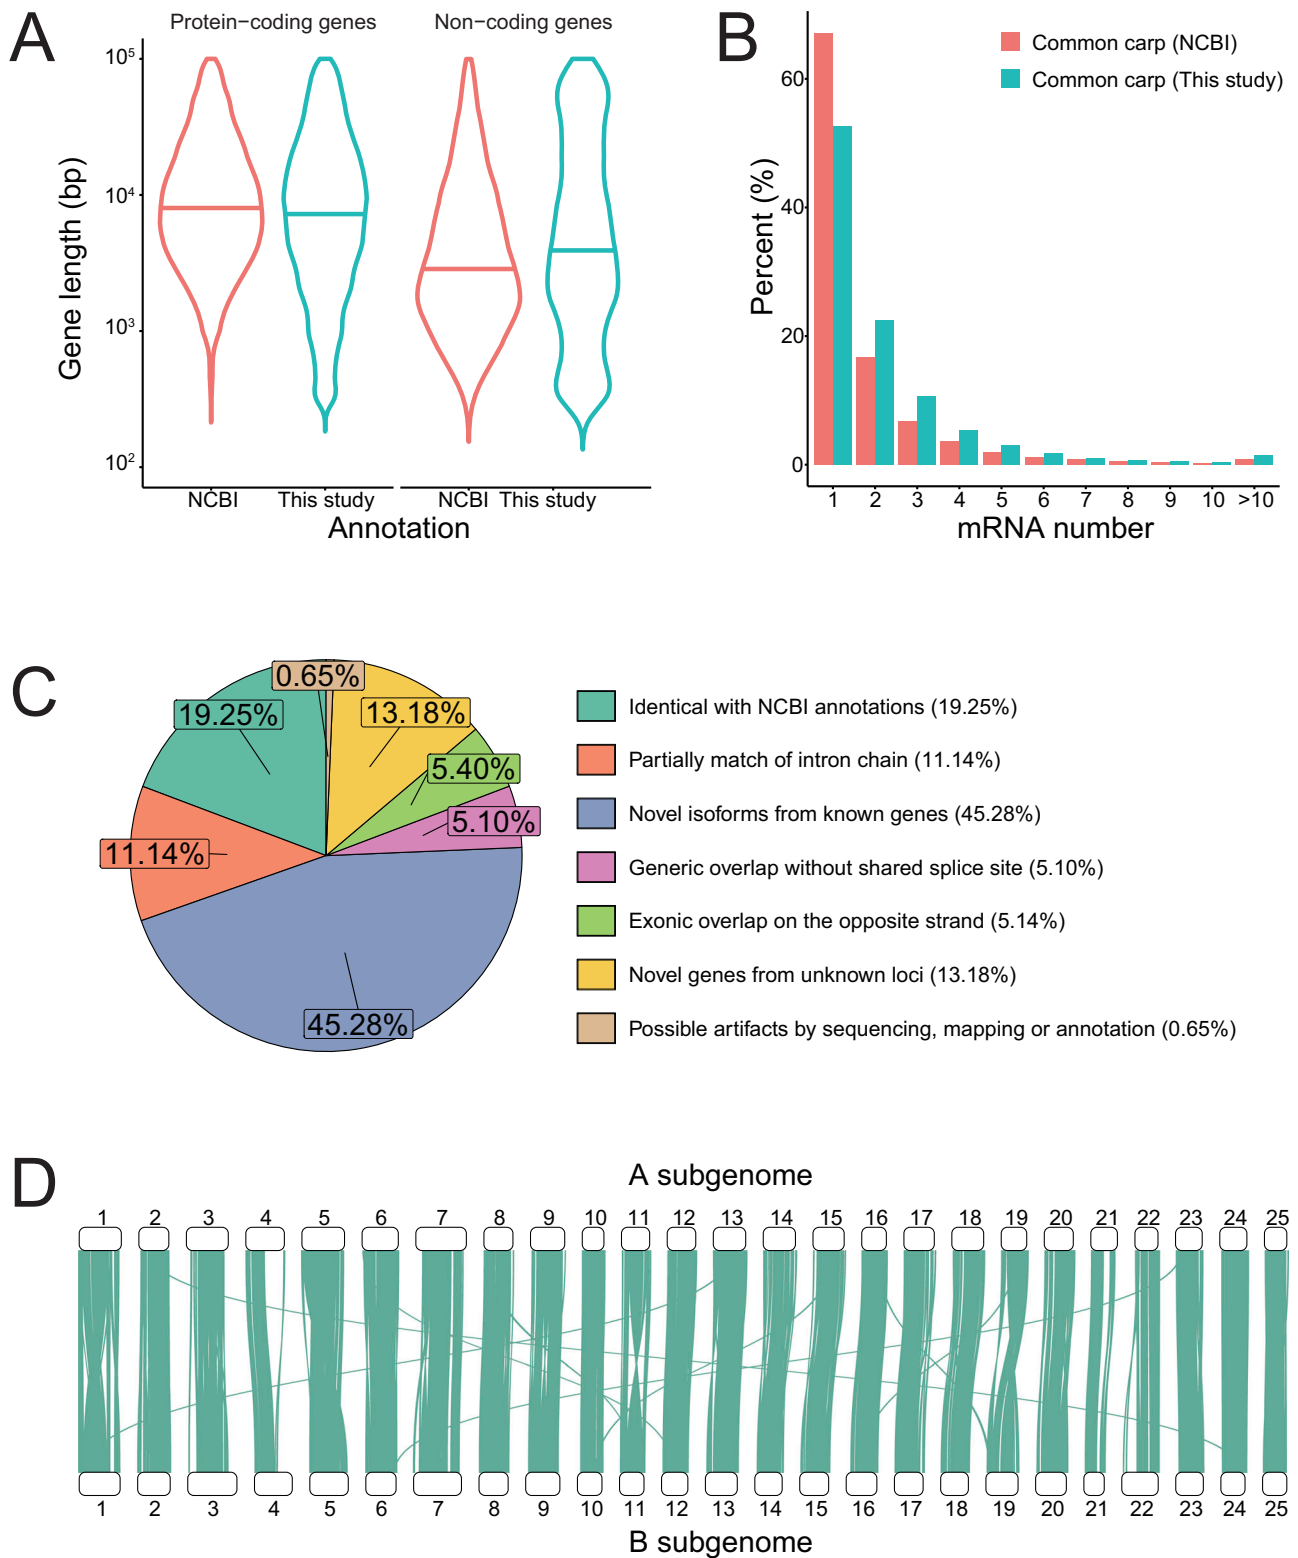 A
Protein−coding genes
Non−coding genes
Gene length (bp)
10⁵
10⁴
10³
10²
NCBI
This study
NCBI
This study
Annotation
B
Common carp (NCBI)
Common carp (This study)
Percent (%)
60
40
20
0
1 2 3 4 5 6 7 8 9 10 >10
mRNA number
C
0.65%
19.25%
13.18%
5.40%
5.10%
11.14%
45.28%
Identical with NCBI annotations (19.25%)
Partially match of intron chain (11.14%)
Novel isoforms from known genes (45.28%)
Generic overlap without shared splice site (5.10%)
Exonic overlap on the opposite strand (5.14%)
Novel genes from unknown loci (13.18%)
Possible artifacts by sequencing, mapping or annotation (0.65%)
D
A subgenome
1 2 3 4 5 6 7 8 9 10 11 12 13 14 15 16 17 18 19 20 21 22 23 24 25
1 2 3 4 5 6 7 8 9 10 11 12 13 14 15 16 17 18 19 20 21 22 23 24 25
B subgenome